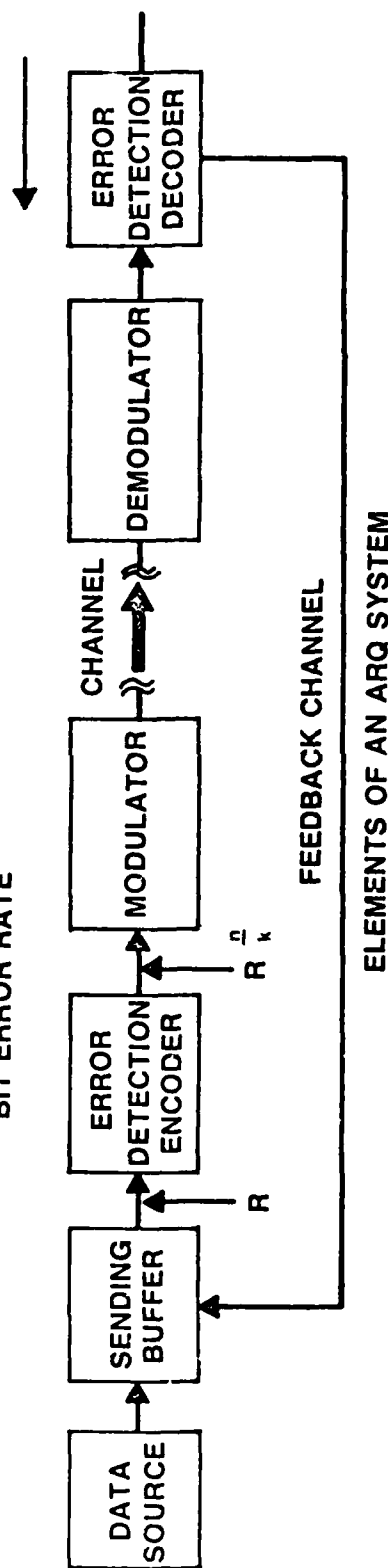 BIT ERROR RATE
DATA
SOURCE
SENDING
BUFFER
R
ERROR
DETECTION
ENCODER
R n/k
MODULATOR
CHANNEL
DEMODULATOR
ERROR
DETECTION
DECODER
FEEDBACK CHANNEL
ELEMENTS OF AN ARQ SYSTEM